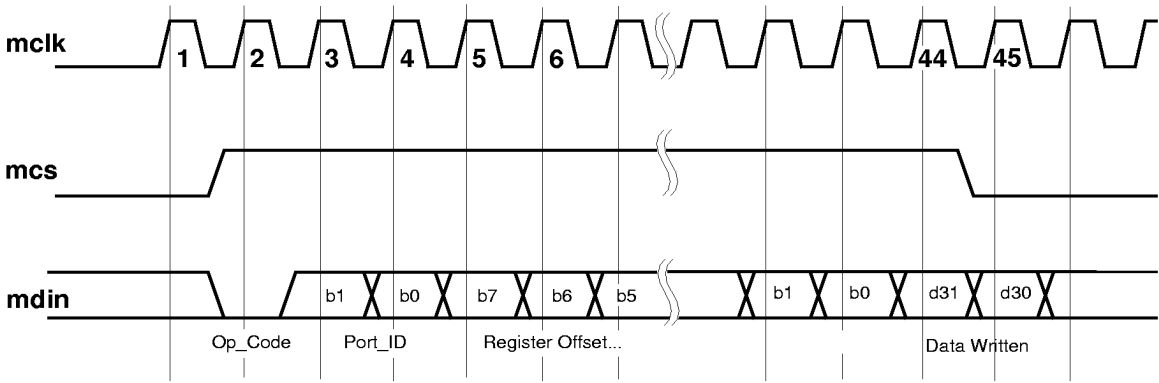 mclk 1 2 3 4 5 6 44 45
mcs
mdin b1 b0 b7 b6 b5 b1 b0 d31 d30
Op_Code Port_ID Register Offset... Data Written